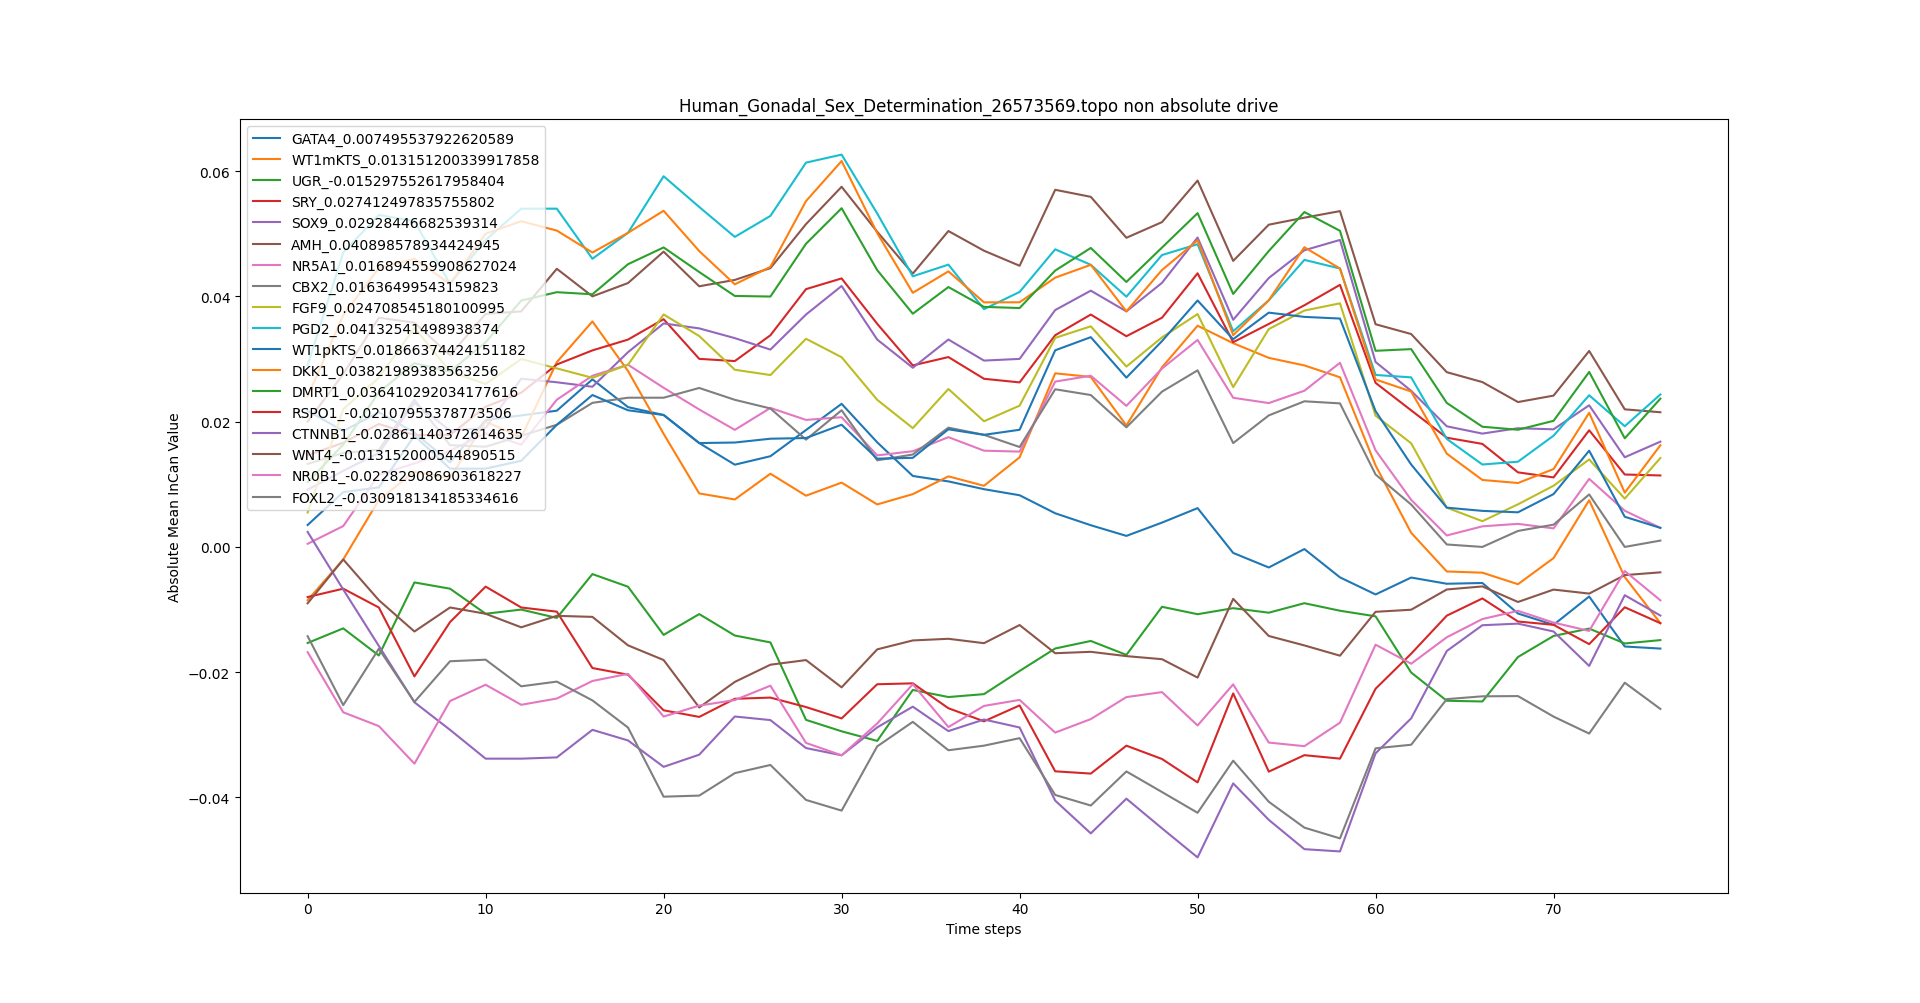 Human_Gonadal_Sex_Determination_26573569.topo non absolute drive
GATA4_0.007495537922620589
WT1mKTS_0.013151200339917858
UGR_-0.015297552617958404
SRY_0.027412497835755802
SOX9_0.02928446682539314
AMH_0.040898578934424945
NR5A1_0.016894559908627024
CBX2_0.01636499543159823
FGF9_0.024708545180100995
PGD2_0.04132541498938374
WT1pKTS_0.01866374424151182
DKK1_0.03821989383563256
DMRT1_0.036410292034177616
RSPO1_-0.02107955378773506
CTNNB1_-0.028611140372614635
WNT4_-0.013152000544890515
NR0B1_-0.022829086903618227
FOXL2_-0.030918134185334616
Absolute Mean InCan Value
0.06
0.04
0.02
0.00
−0.02
−0.04
0 10 20 30 40 50 60 70
Time steps